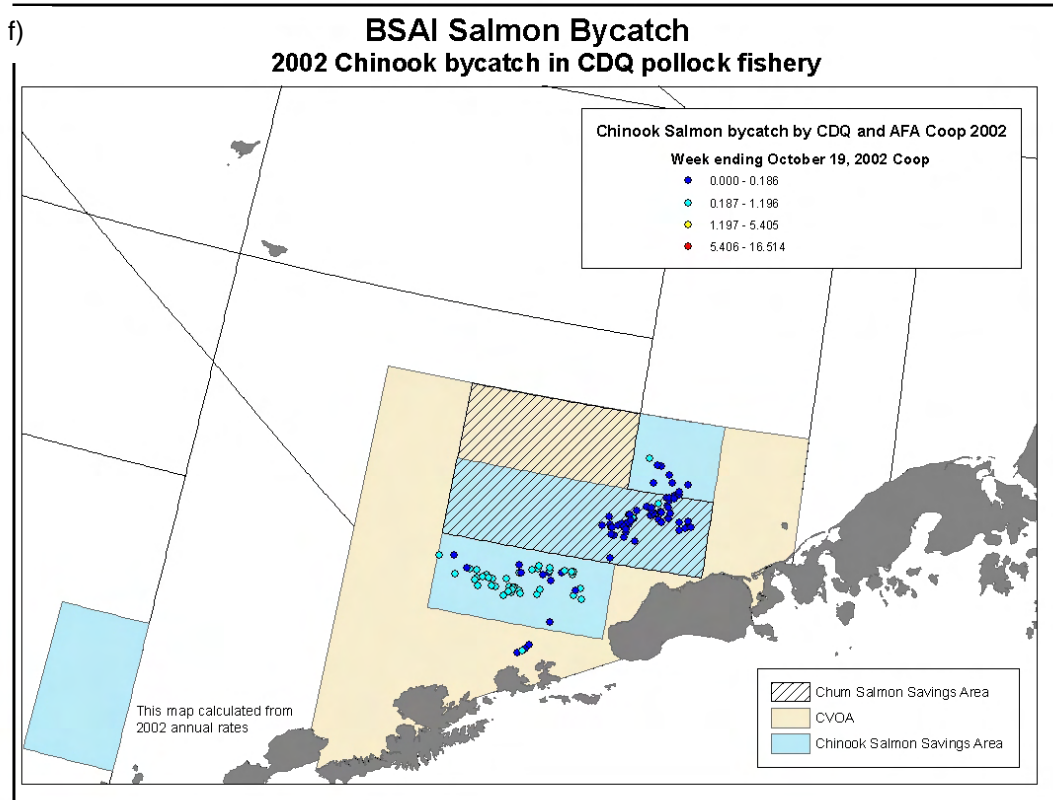 f)
BSAI Salmon Bycatch
2002 Chinook bycatch in CDQ pollock fishery
Chinook Salmon bycatch by CDQ and AFA Coop 2002
Week ending October 19, 2002 Coop
0.000 - 0.186
0.187 - 1.196
1.197 - 5.405
5.406 - 16.514
This map calculated from
2002 annual rates
Chum Salmon Savings Area
CVOA
Chinook Salmon Savings Area